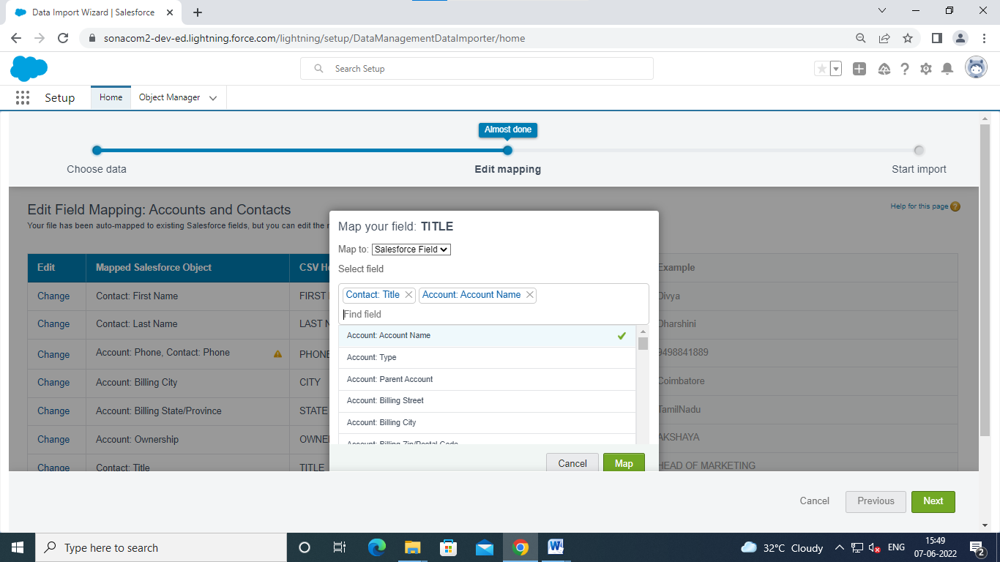 Data Import Wizard | Salesforce
sonacom2-dev-ed.lightning.force.com/lightning/setup/DataManagementDataImporter/home
Search Setup
Setup
Home
Object Manager
Almost done
Choose data
Edit mapping
Start import
Edit Field Mapping: Accounts and Contacts
Help for this page
Your file has been auto-mapped to existing Salesforce fields, but you can edit the
Map your field: TITLE
Map to: Salesforce Field
Select field
Contact: Title
Account: Account Name
Find field
Account: Account Name
Account: Type
Account: Parent Account
Account: Billing Street
Account: Billing City
Account: Billing Zip/Postal Code
Cancel
Map
Edit
Mapped Salesforce Object
CSV
Example
Change
Contact: First Name
FIRST
Divya
Change
Contact: Last Name
LAST
Dharshini
Change
Account: Phone, Contact: Phone
PHONE
9498841889
Change
Account: Billing City
CITY
Coimbatore
Change
Account: Billing State/Province
STATE
TamilNadu
Change
Account: Ownership
OWNE
AKSHAYA
Change
Contact: Title
TITLE
HEAD OF MARKETING
Cancel
Previous
Next
Type here to search
32°C Cloudy
ENG
15:49
07-06-2022
2